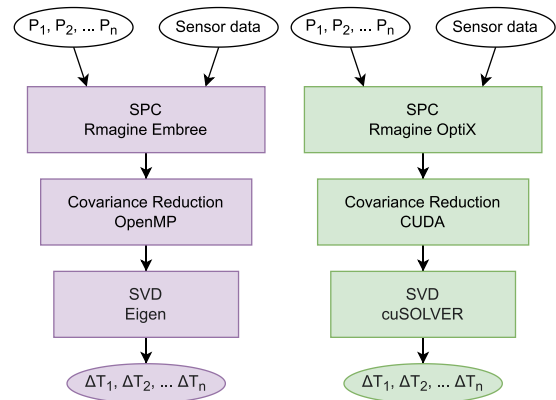 P₁, P₂, ... Pₙ
Sensor data
P₁, P₂, ... Pₙ
Sensor data
SPC
Rmagine Embree
SPC
Rmagine OptiX
Covariance Reduction
OpenMP
Covariance Reduction
CUDA
SVD
Eigen
SVD
cuSOLVER
ΔT₁, ΔT₂, ... ΔTₙ
ΔT₁, ΔT₂, ... ΔTₙ